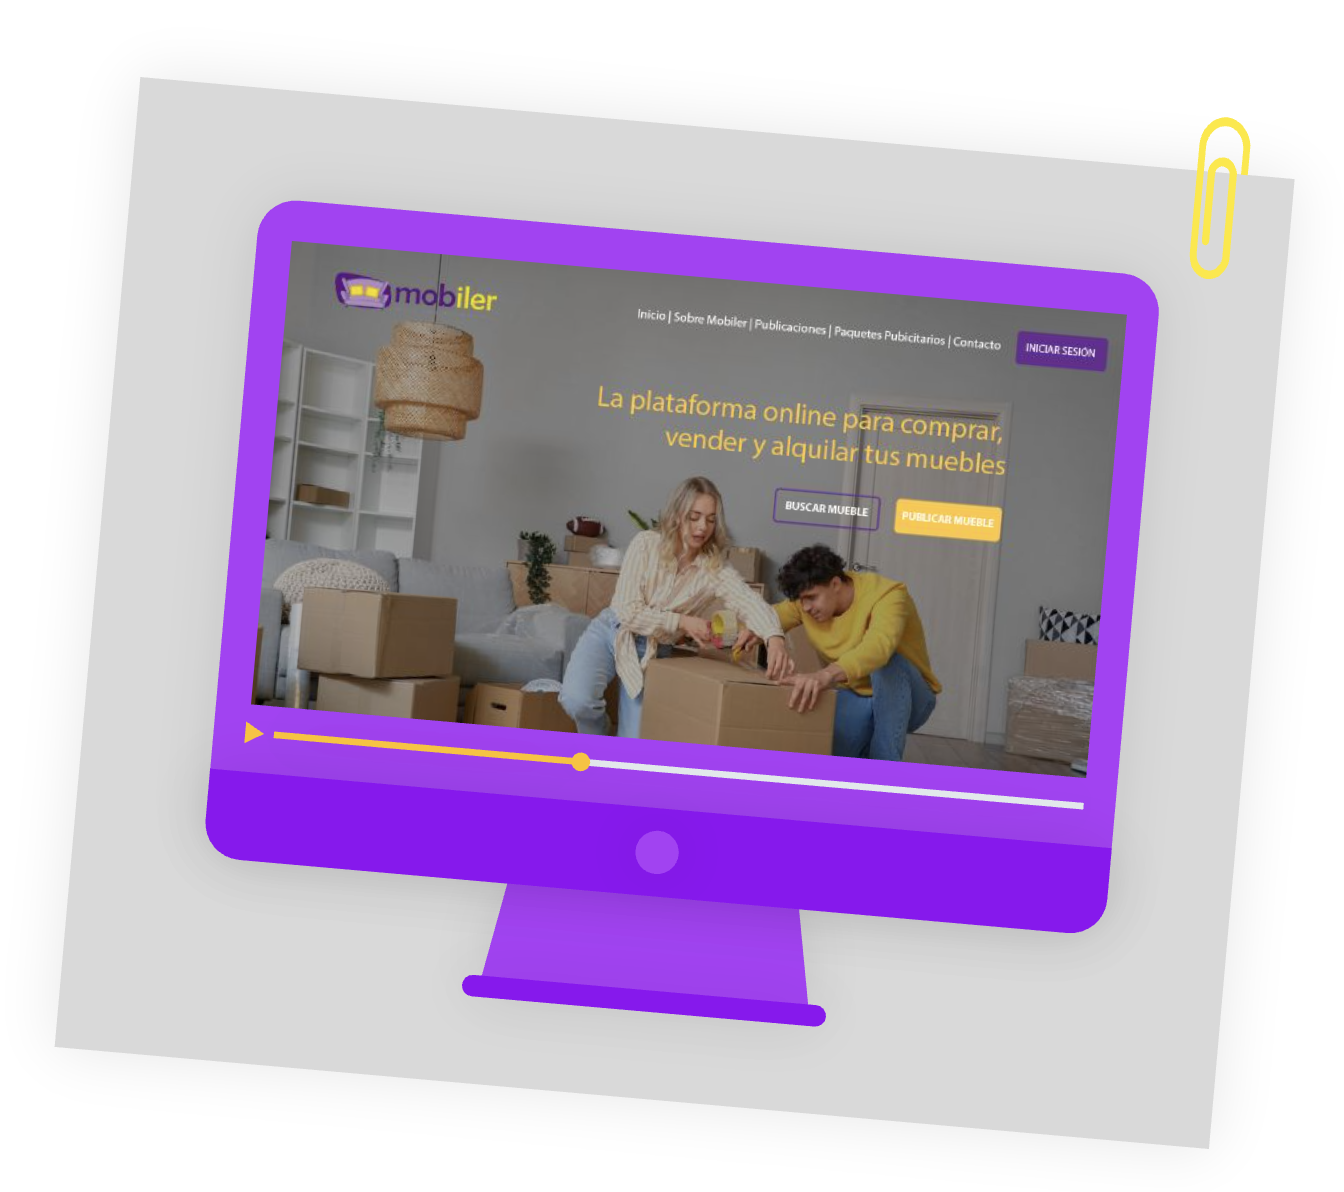 mobiler
Inicio | Sobre Mobiler | Publicaciones | Paquetes Pubicitarios | Contacto
INICIAR SESIÓN
La plataforma online para comprar,
vender y alquilar tus muebles
BUSCAR MUEBLE
PUBLICAR MUEBLE